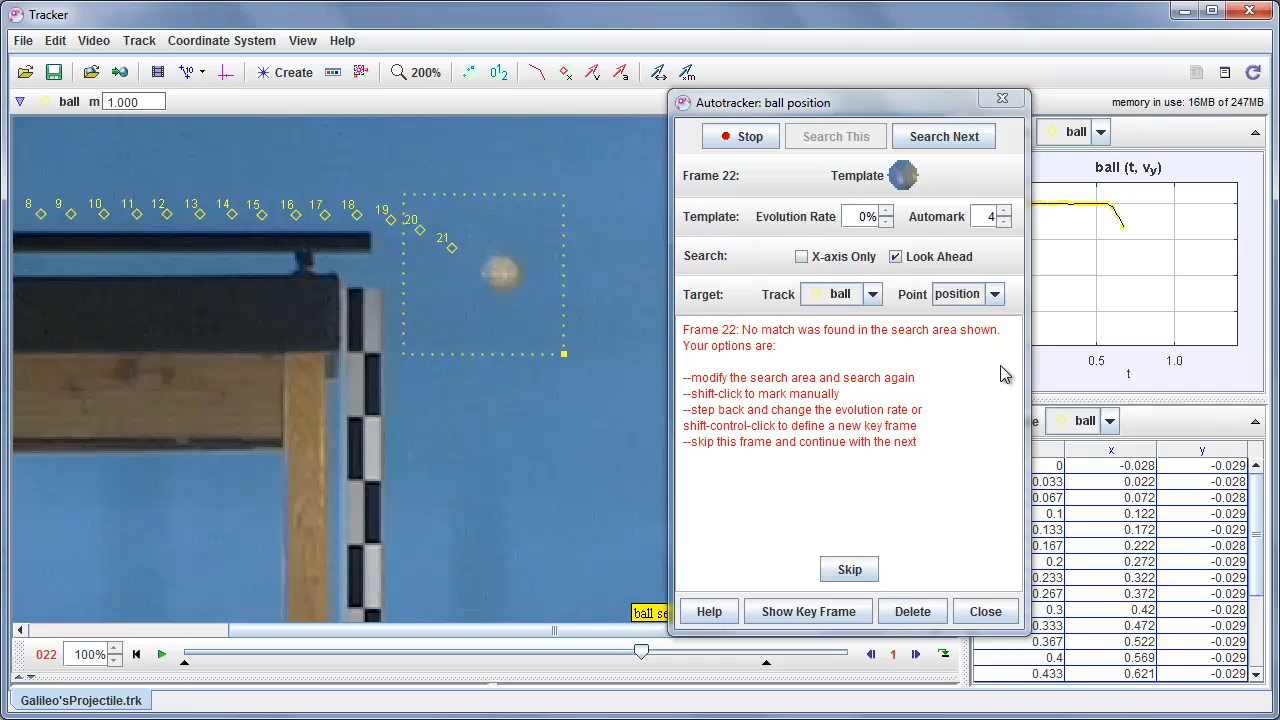 Tracker
File Edit Video Track Coordinate System View Help
Create 200%
ball m 1.000
memory in use: 16MB of 247MB
8 9 10 11 12 13 14 15 16 17 18 19 20 21
Autotracker: ball position
Stop Search This Search Next
Frame 22: Template
Template: Evolution Rate 0% Automark 4
Search: X-axis Only Look Ahead
Target: Track ball Point position
Frame 22: No match was found in the search area shown.
Your options are:
--modify the search area and search again
--shift-click to mark manually
--step back and change the evolution rate or
shift-control-click to define a new key frame
--skip this frame and continue with the next
Skip
Help Show Key Frame Delete Close
ball
ball (t, vy)
0.5 1.0
t
ball
x y
0 -0.028 -0.029
0.033 0.022 -0.028
0.067 0.072 -0.028
0.1 0.122 -0.029
0.133 0.172 -0.029
0.167 0.222 -0.028
0.2 0.272 -0.029
0.233 0.322 -0.029
0.267 0.372 -0.029
0.3 0.42 -0.028
0.333 0.472 -0.029
0.367 0.522 -0.029
0.4 0.569 -0.029
0.433 0.621 -0.029
ball se
022 100% 1
Galileo'sProjectile.trk